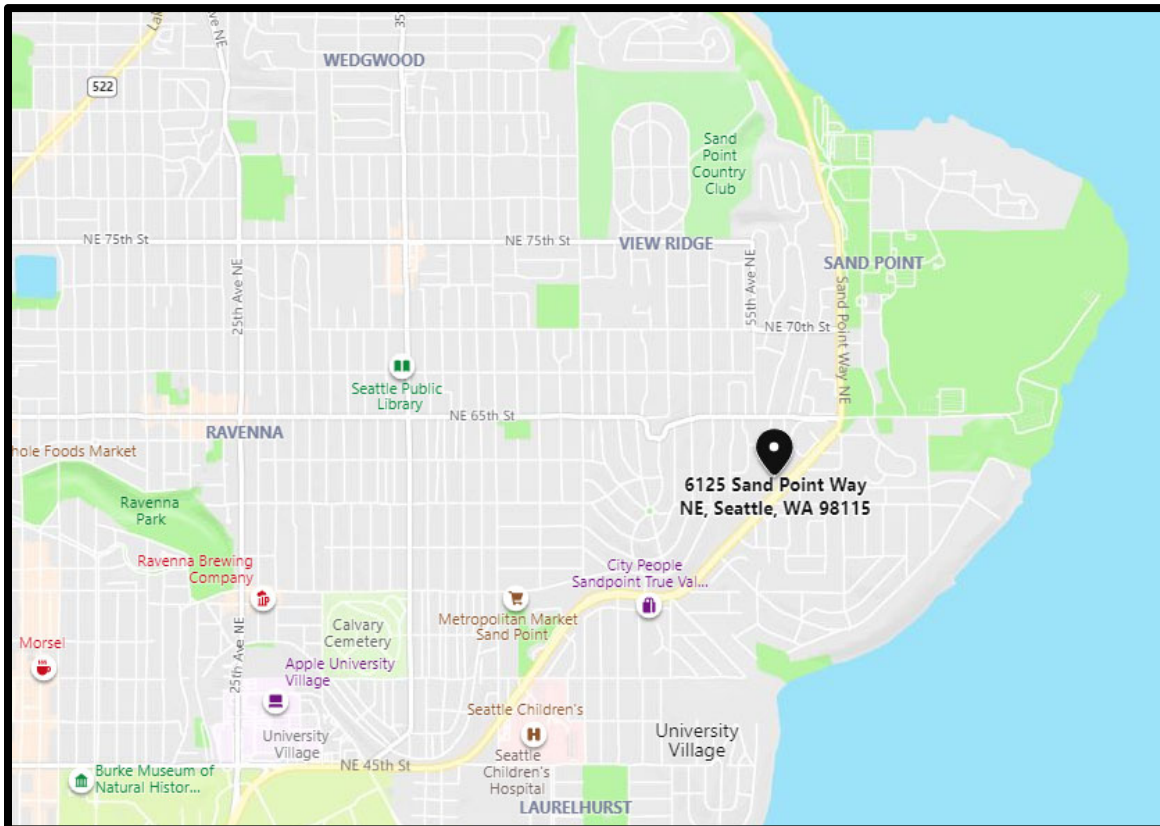 WEDGWOOD
522
Ave NE
35
Sand
Point
Country
Club
NE 75th St
NE 75th St
VIEW RIDGE
SAND POINT
25th Ave NE
55th Ave NE
NE 70th St
Sand Point Way NE
Seattle Public
Library
NE 65th St
RAVENNA
hole Foods Market
6125 Sand Point Way
NE, Seattle, WA 98115
Ravenna
Park
Ravenna Brewing
Company
City People
Sandpoint True Val...
Metropolitan Market
Sand Point
Calvary
Cemetery
Morsel
25th Ave NE
Apple University
Village
Seattle Children's
H
University
Village
University
Village
Seattle
Children's
Hospital
NE 45th St
Burke Museum of
Natural Histor...
LAURELHURST